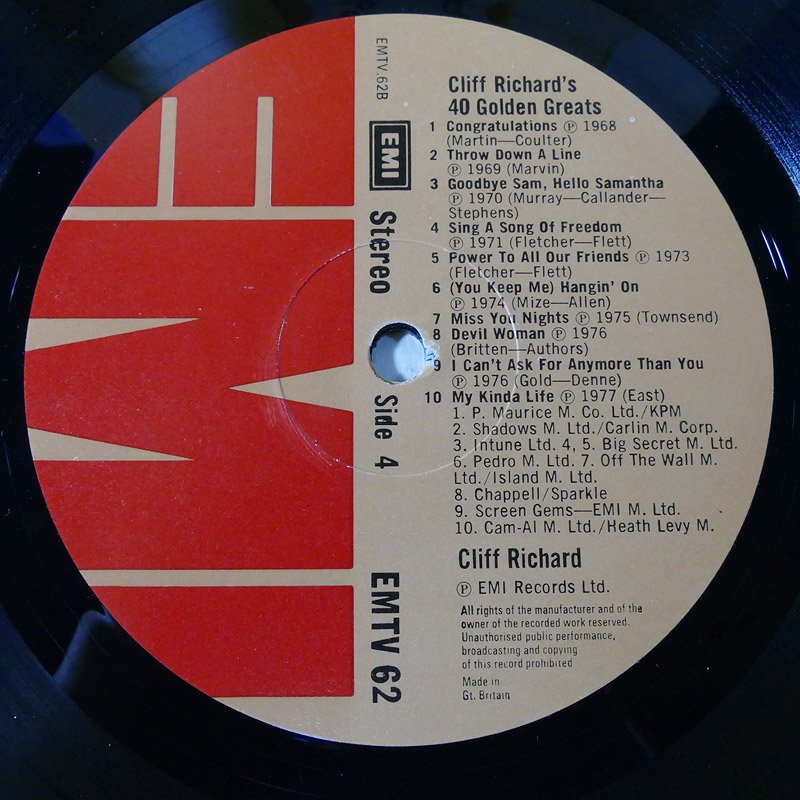 EMTV.62B
EMI
Stereo
Side 4
EMTV 62
Cliff Richard's
40 Golden Greats
1 Congratulations ℗ 1968
(Martin—Coulter)
2 Throw Down A Line
℗ 1969 (Marvin)
3 Goodbye Sam, Hello Samantha
℗ 1970 (Murray—Callander—
Stephens)
4 Sing A Song Of Freedom
℗ 1971 (Fletcher—Flett)
5 Power To All Our Friends ℗ 1973
(Fletcher—Flett)
6 (You Keep Me) Hangin' On
℗ 1974 (Mize—Allen)
7 Miss You Nights ℗ 1975 (Townsend)
8 Devil Woman ℗ 1976
(Britten—Authors)
9 I Can't Ask For Anymore Than You
℗ 1976 (Gold—Denne)
10 My Kinda Life ℗ 1977 (East)
1. P. Maurice M. Co. Ltd./KPM
2. Shadows M. Ltd./Carlin M. Corp.
3. Intune Ltd. 4, 5. Big Secret M. Ltd.
6. Pedro M. Ltd. 7. Off The Wall M.
Ltd./Island M. Ltd.
8. Chappell/Sparkle
9. Screen Gems—EMI M. Ltd.
10. Cam-Al M. Ltd./Heath Levy M.
Cliff Richard
℗ EMI Records Ltd.
All rights of the manufacturer and of the
owner of the recorded work reserved.
Unauthorised public performance,
broadcasting and copying
of this record prohibited
Made in
Gt. Britain